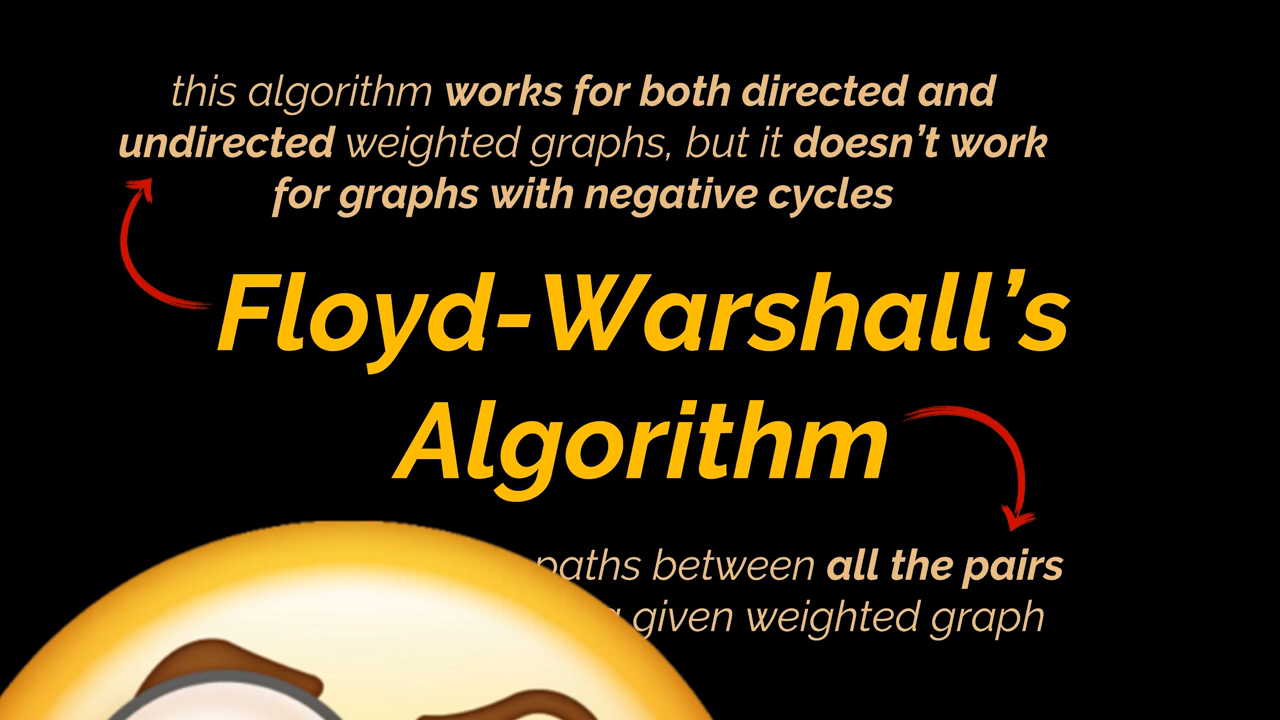 this algorithm works for both directed and
undirected weighted graphs, but it doesn’t work
for graphs with negative cycles
Floyd-Warshall’s
Algorithm
paths between all the pairs
a given weighted graph